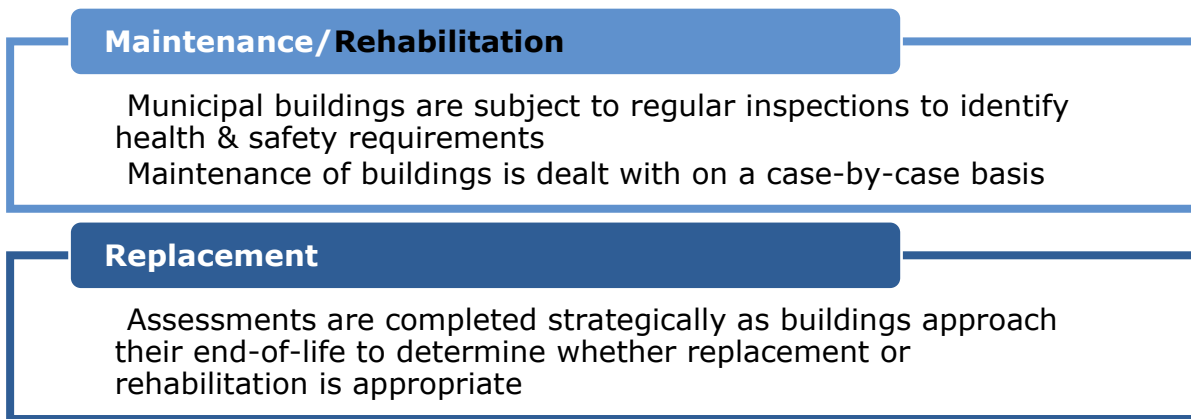 Maintenance/Rehabilitation
Municipal buildings are subject to regular inspections to identify
health & safety requirements
Maintenance of buildings is dealt with on a case-by-case basis
Replacement
Assessments are completed strategically as buildings approach
their end-of-life to determine whether replacement or
rehabilitation is appropriate